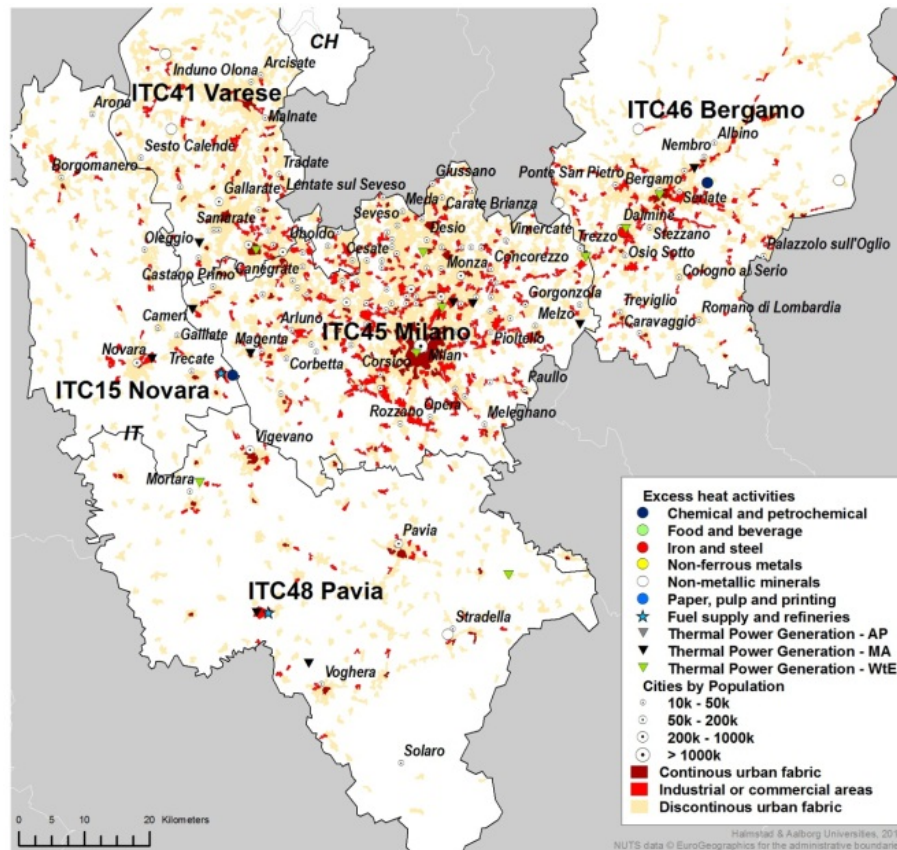 CH
Arcisate
Induno Olona
ITC41 Varese
Arona
Malnate
Sesto Calende
Borgomanero
Tradate
Gallarate
Lentate sul Seveso
Samarate
Uboldo
Oleggio
Castano Primo
Canegrate
Cesate
Seveso
Meda
Giussano
Carate Brianza
Desio
Vimercate
Monza
Concorezzo
Gorgonzola
Melzo
Pioltello
ITC46 Bergamo
Albino
Nembro
Ponte San Pietro
Bergamo
Seriate
Dalmine
Stezzano
Trezzo
Osio Sotto
Palazzolo sull'Oglio
Cologno al Serio
Treviglio
Romano di Lombardia
Caravaggio
Cameri
Galliate
Arluno
ITC45 Milano
Magenta
Novara
Trecate
Corbetta
Corsico
Milan
ITC15 Novara
Paullo
Rozzano
Opera
Melegnano
IT
Vigevano
Mortara
Pavia
ITC48 Pavia
Stradella
Voghera
Solaro
Excess heat activities
Chemical and petrochemical
Food and beverage
Iron and steel
Non-ferrous metals
Non-metallic minerals
Paper, pulp and printing
Fuel supply and refineries
Thermal Power Generation - AP
Thermal Power Generation - MA
Thermal Power Generation - WtE
Cities by Population
10k - 50k
50k - 200k
200k - 1000k
> 1000k
Continous urban fabric
Industrial or commercial areas
Discontinous urban fabric
0 5 10 20 Kilometers
Halmstad & Aalborg Universities, 201
NUTS data © EuroGeographics for the administrative boundarie